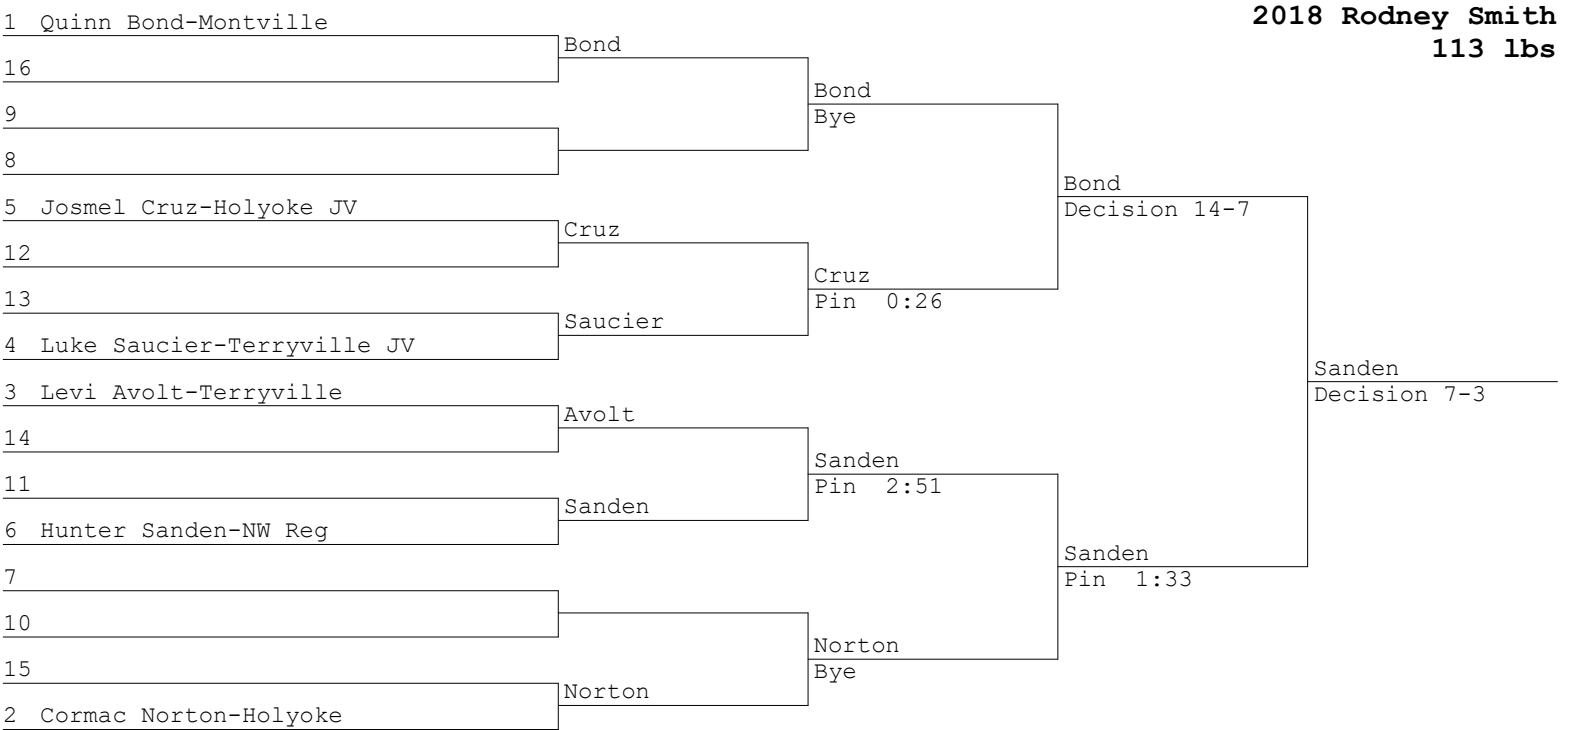 2018 Rodney Smith
113 lbs
1 Quinn Bond-Montville
Bond
16
Bond
Bye
9
8
Bond
Decision 14-7
5 Josmel Cruz-Holyoke JV
Cruz
12
Cruz
Pin 0:26
13
Saucier
4 Luke Saucier-Terryville JV
Sanden
Decision 7-3
3 Levi Avolt-Terryville
Avolt
14
Sanden
Pin 2:51
11
Sanden
6 Hunter Sanden-NW Reg
Sanden
Pin 1:33
7
10
Norton
Bye
15
Norton
2 Cormac Norton-Holyoke